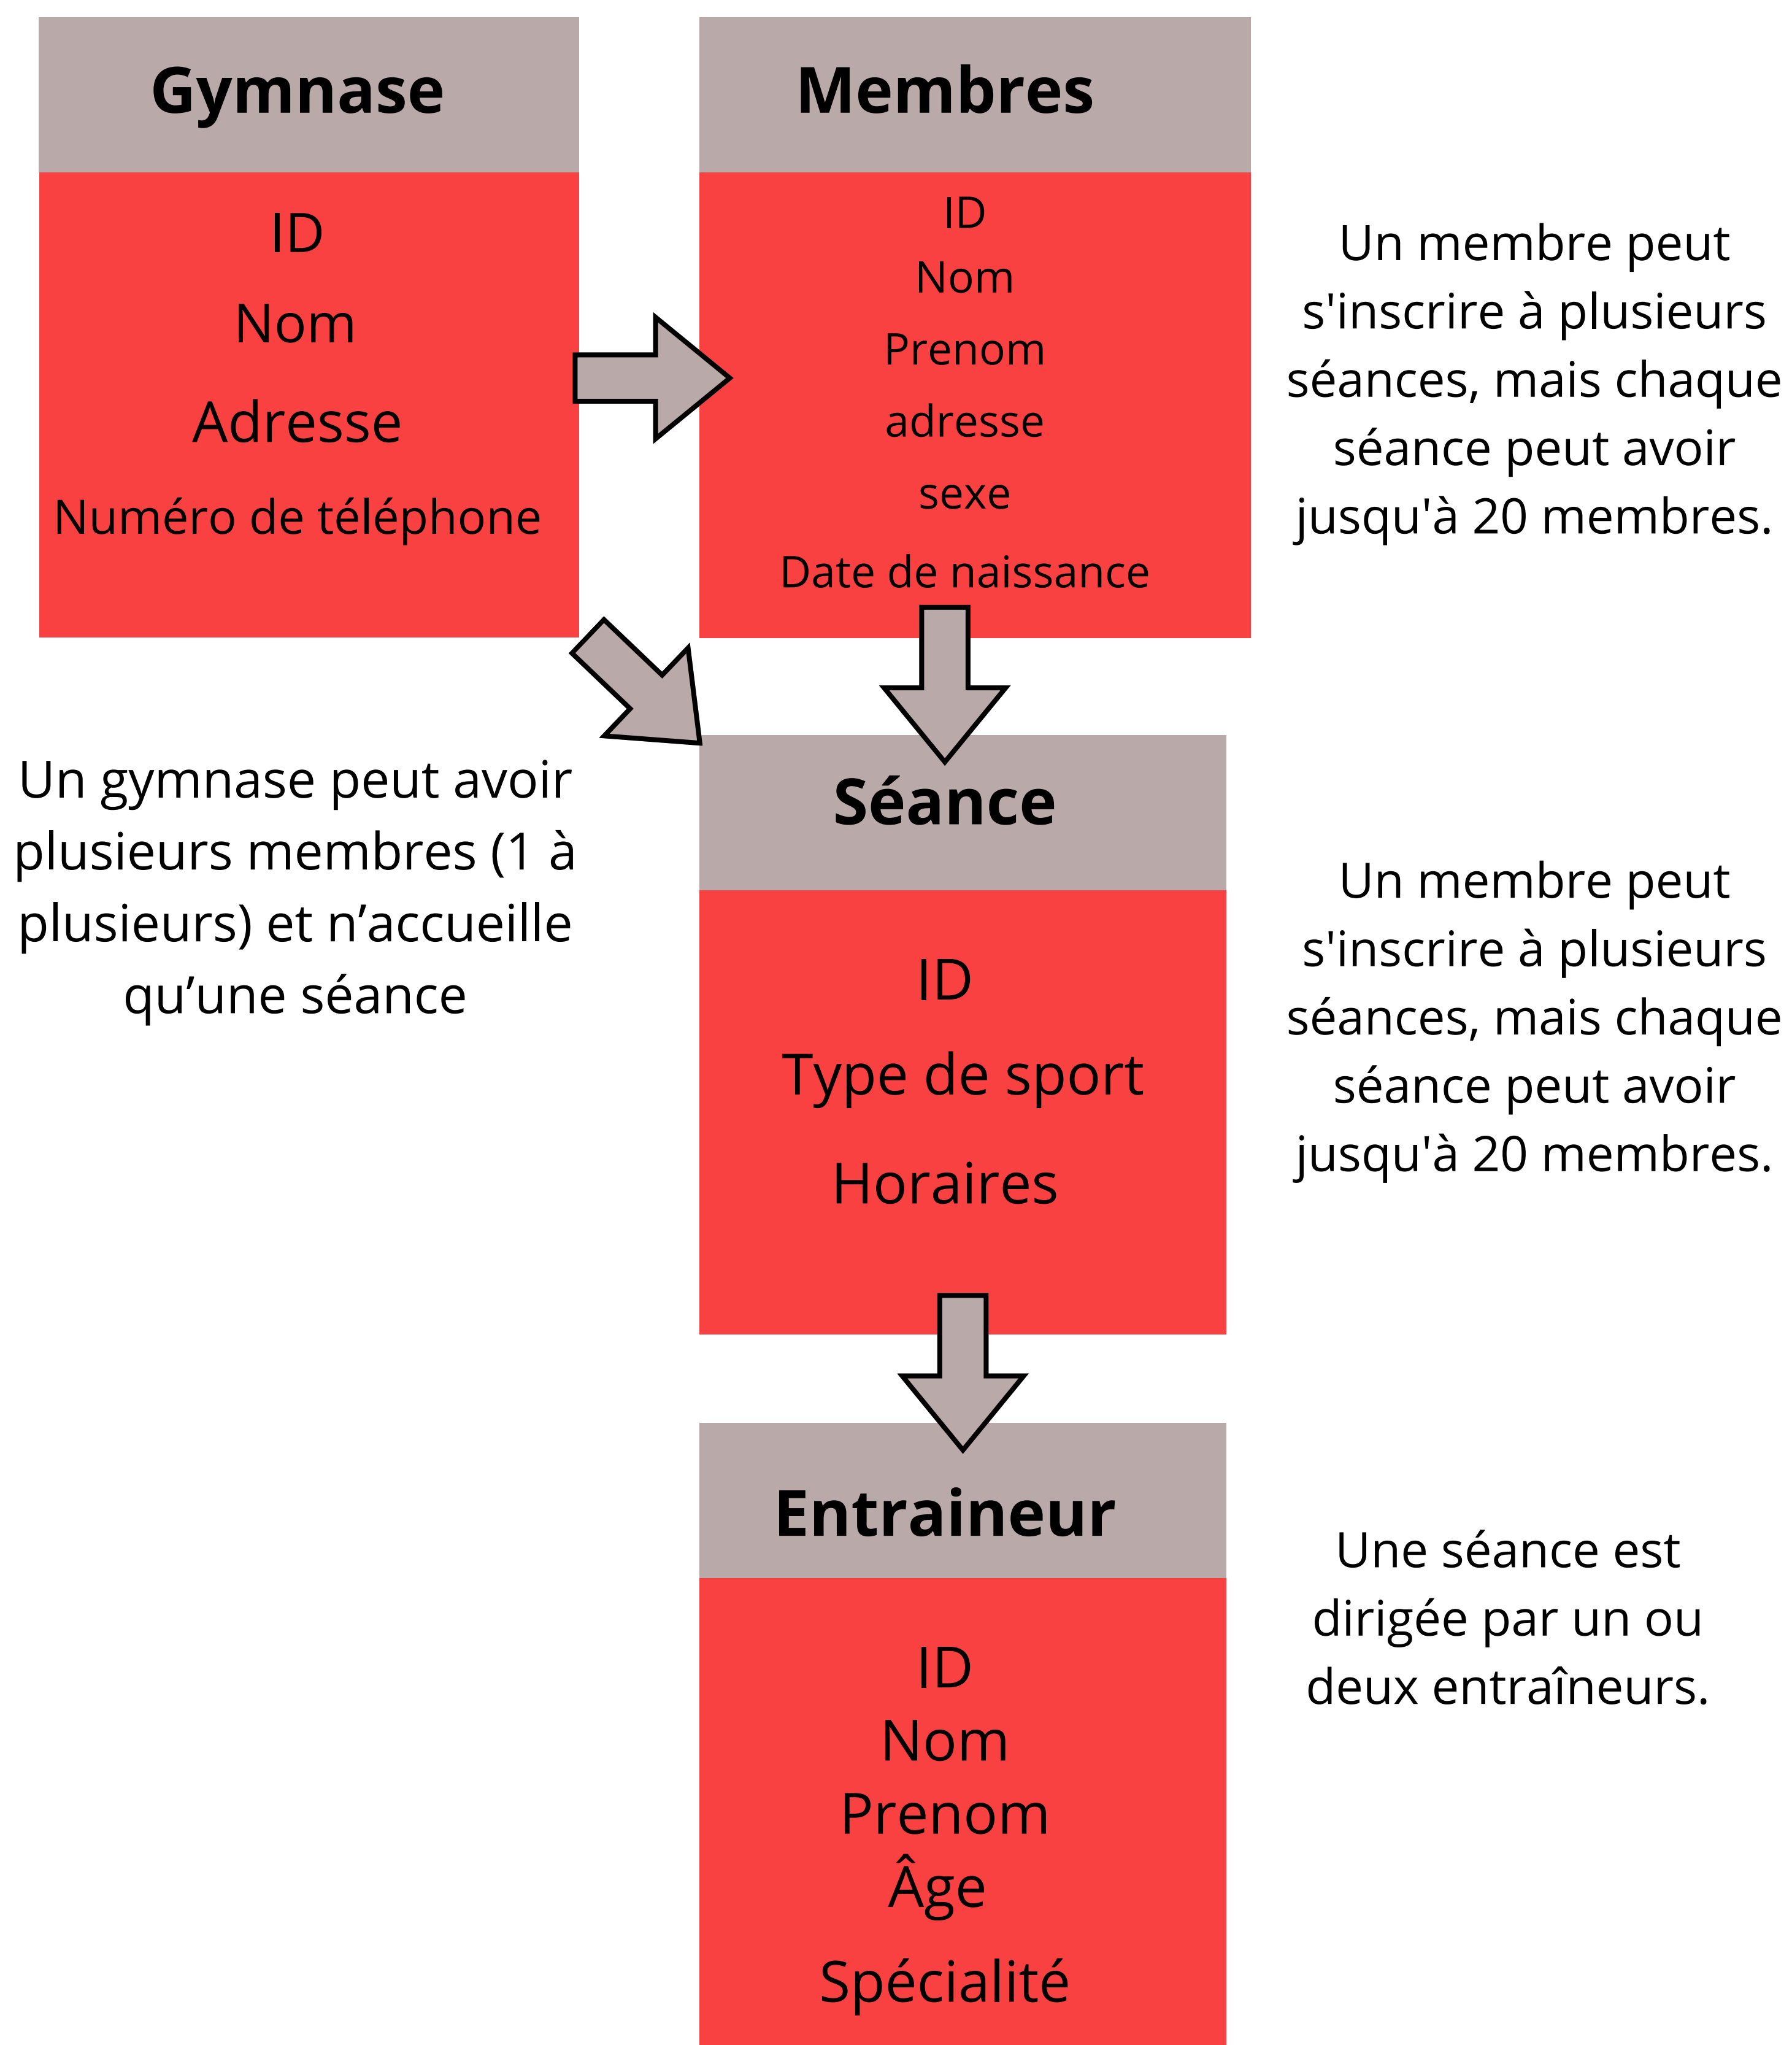 Gymnase
ID
Nom
Adresse
Numéro de téléphone
Membres
ID
Nom
Prenom
adresse
sexe
Date de naissance
Un membre peut
s'inscrire à plusieurs
séances, mais chaque
séance peut avoir
jusqu'à 20 membres.
Un gymnase peut avoir
plusieurs membres (1 à
plusieurs) et n’accueille
qu’une séance
Séance
ID
Type de sport
Horaires
Un membre peut
s'inscrire à plusieurs
séances, mais chaque
séance peut avoir
jusqu'à 20 membres.
Entraineur
ID
Nom
Prenom
Âge
Spécialité
Une séance est
dirigée par un ou
deux entraîneurs.